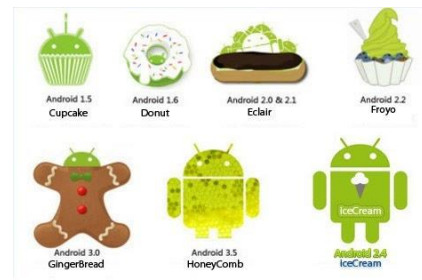 Android 1.5
Cupcake
Android 1.6
Donut
Android 2.0 & 2.1
Eclair
Android 2.2
Froyo
Android 3.0
GingerBread
Android 3.5
HoneyComb
iceCream
Android 2.4
iceCream